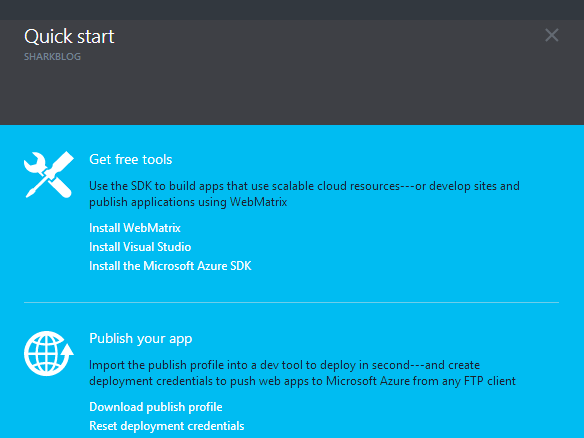 Quick start
SHARKBLOG
Get free tools
Use the SDK to build apps that use scalable cloud resources---or develop sites and
publish applications using WebMatrix
Install WebMatrix
Install Visual Studio
Install the Microsoft Azure SDK
Publish your app
Import the publish profile into a dev tool to deploy in second---and create
deployment credentials to push web apps to Microsoft Azure from any FTP client
Download publish profile
Reset deployment credentials